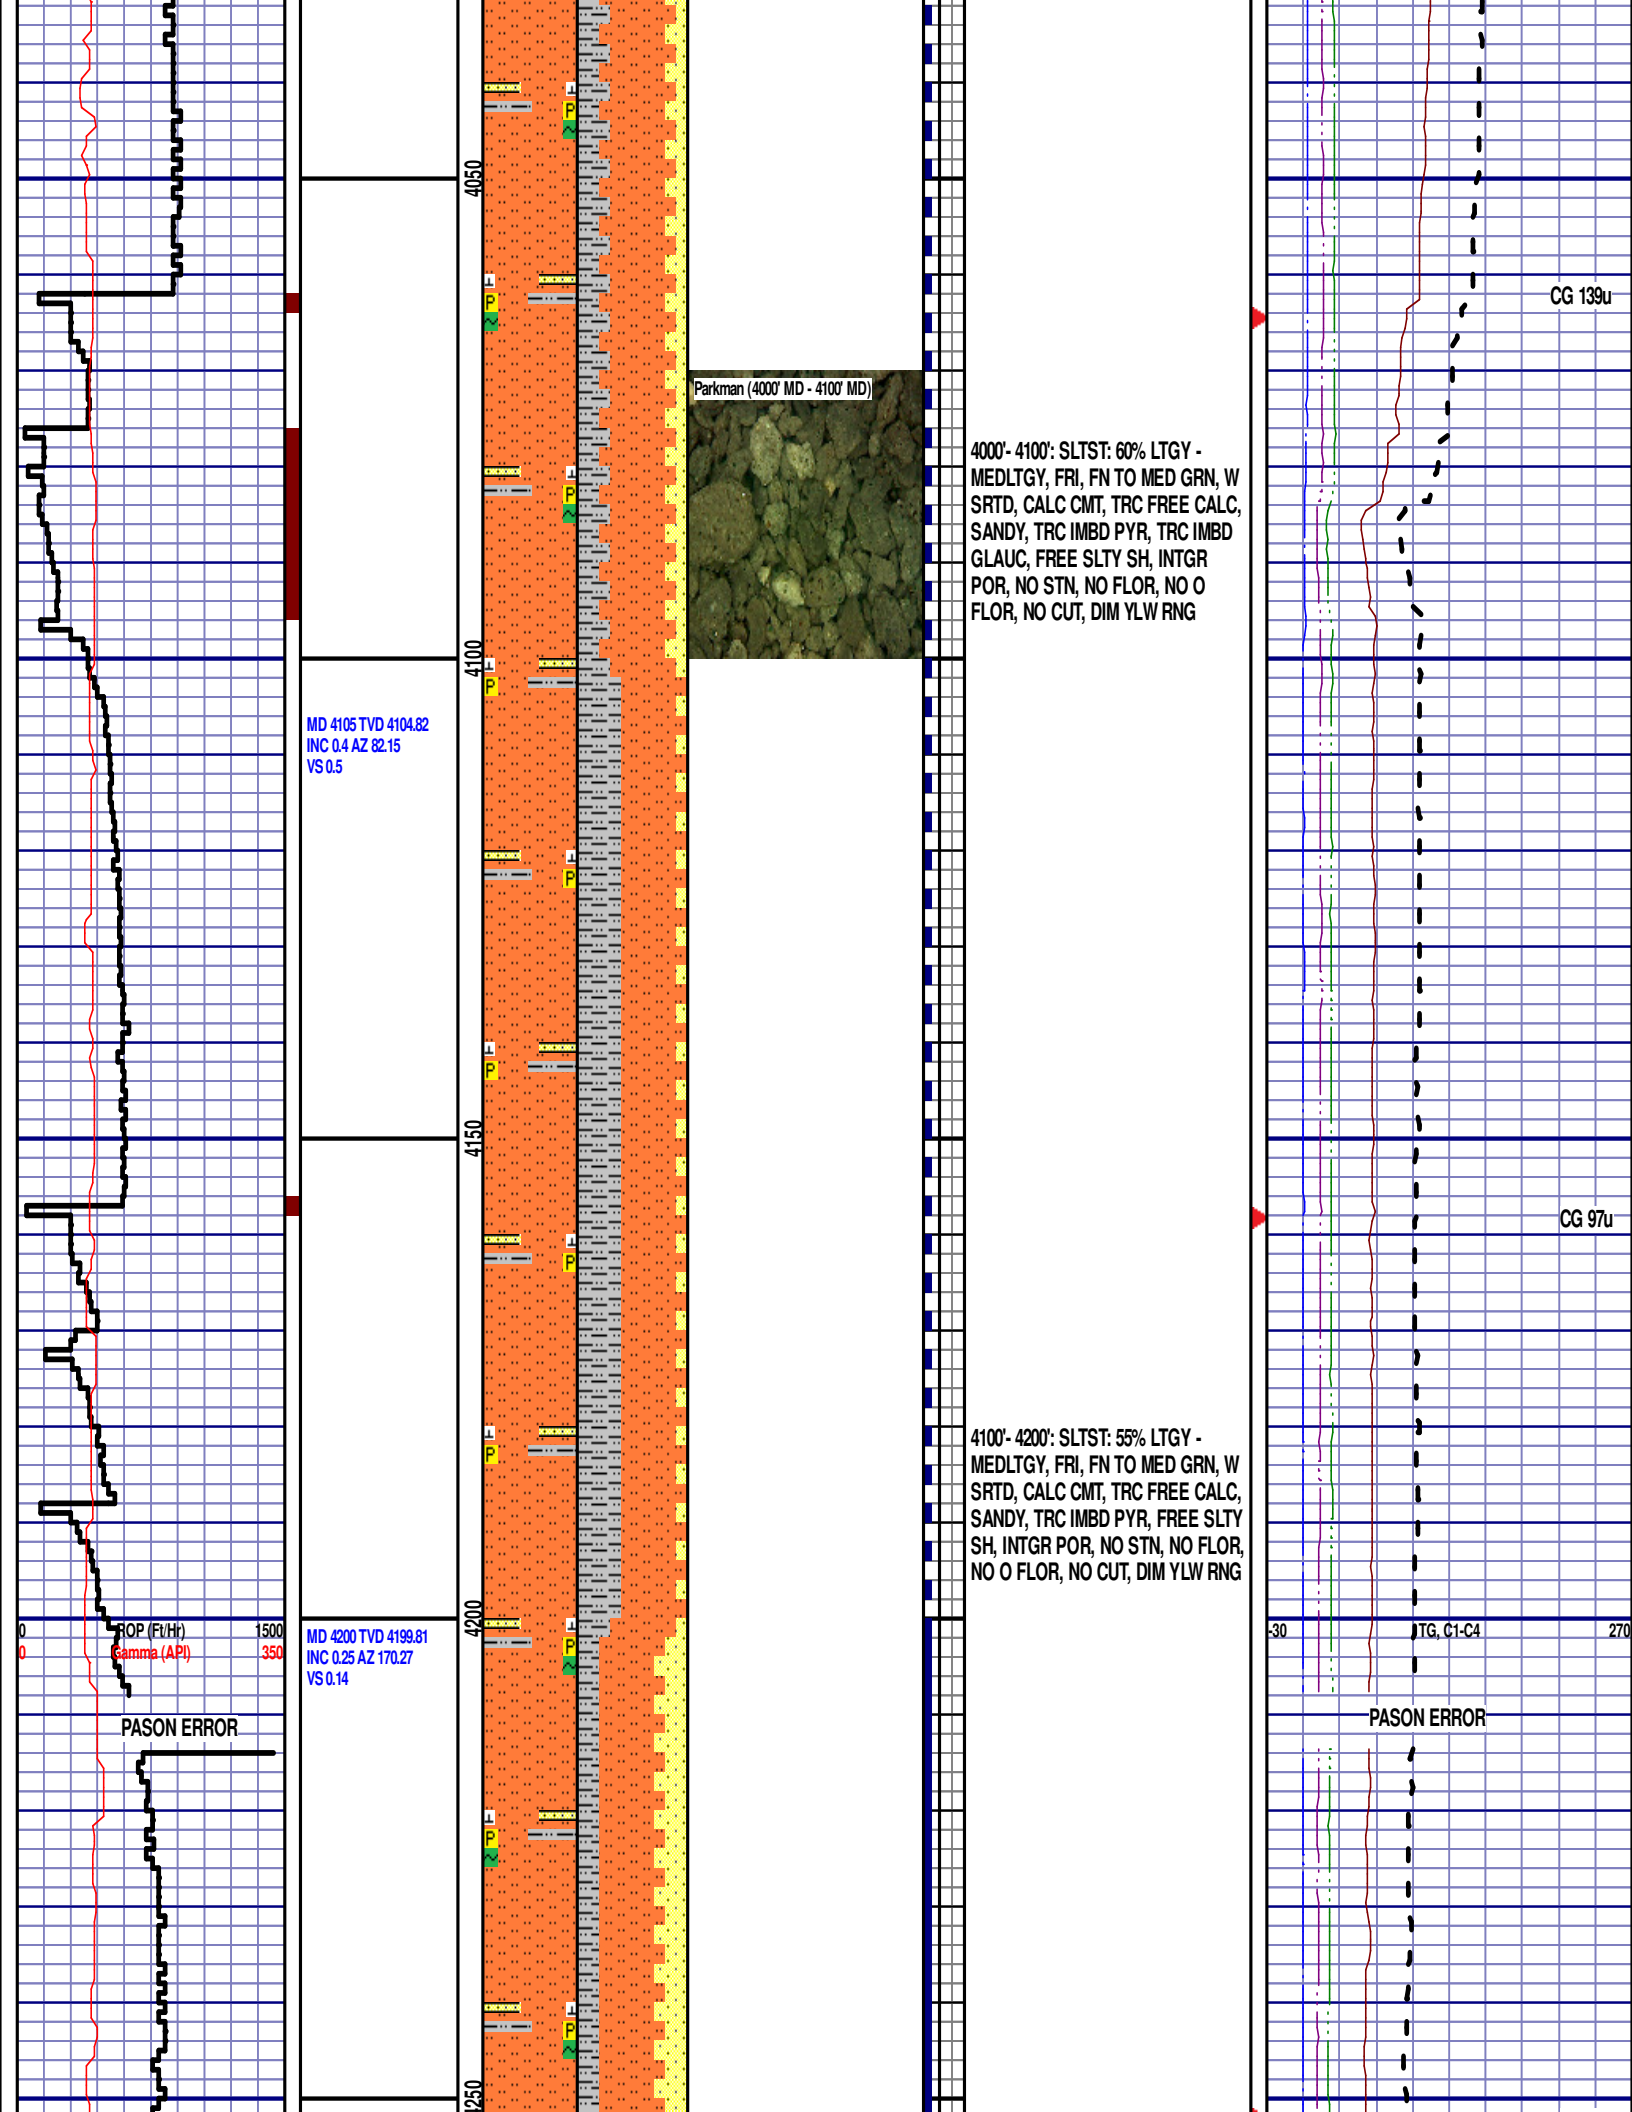 4050
CG 139u
Parkman (4000' MD - 4100' MD)
4000'- 4100': SLTST: 60% LTGY -
MEDLTGY, FRI, FN TO MED GRN, W
SRTD, CALC CMT, TRC FREE CALC,
SANDY, TRC IMBD PYR, TRC IMBD
GLAUC, FREE SLTY SH, INTGR
POR, NO STN, NO FLOR, NO O
FLOR, NO CUT, DIM YLW RNG
P
P
P
4100
P
MD 4105 TVD 4104.82
INC 0.4 AZ 82.15
VS 0.5
P
P
4150
CG 97u
P
P
4100'- 4200': SLTST: 55% LTGY -
MEDLTGY, FRI, FN TO MED GRN, W
SRTD, CALC CMT, TRC FREE CALC,
SANDY, TRC IMBD PYR, FREE SLTY
SH, INTGR POR, NO STN, NO FLOR,
NO O FLOR, NO CUT, DIM YLW RNG
4200
0 ROP (Ft/Hr) 1500
0 Gamma (API) 350
MD 4200 TVD 4199.81
INC 0.25 AZ 170.27
VS 0.14
P
-30 TG, C1-C4 270
PASON ERROR
PASON ERROR
P
P
4250